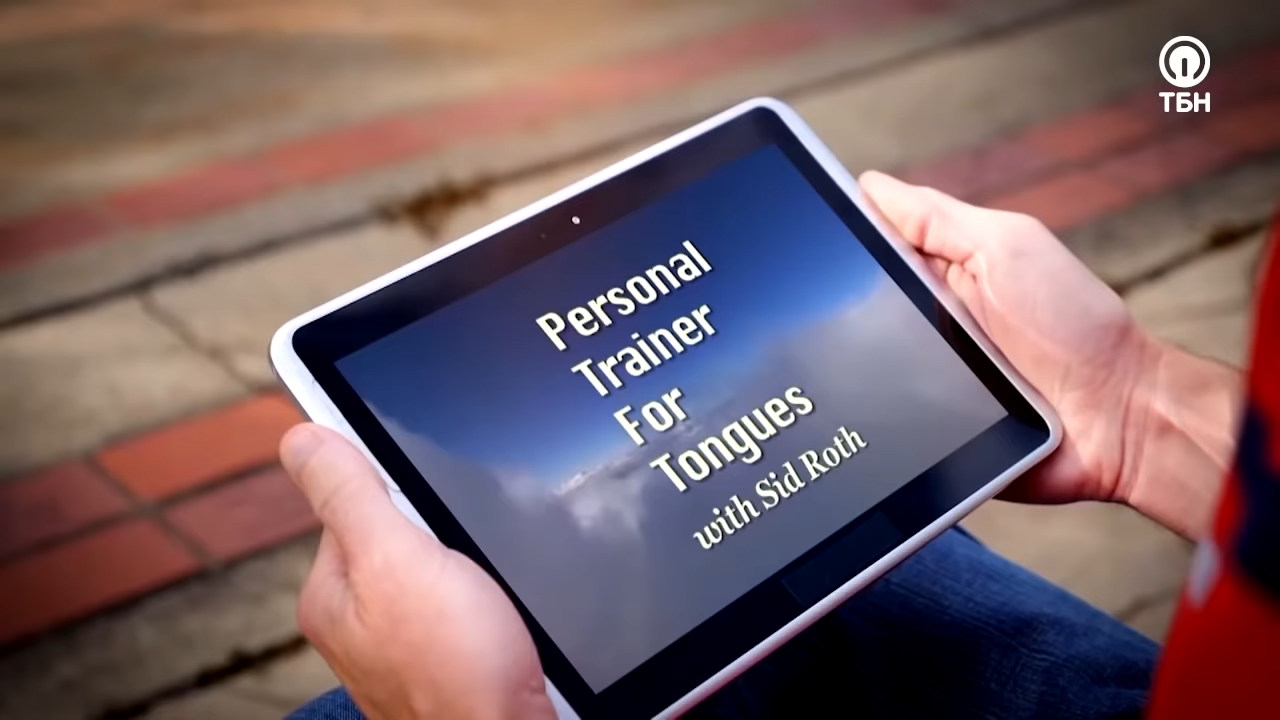 ТБН
Personal
Trainer
For
Tongues
with Sid Roth